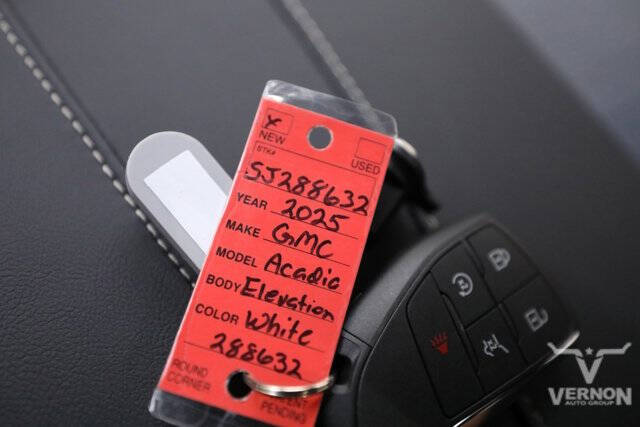 X
NEW
USED
STK#
SJ288632
YEAR 2025
MAKE GMC
MODEL Acadia
BODY Elevation
COLOR White
288632
ROUND
CORNER
PENDING
VERNON
AUTO GROUP